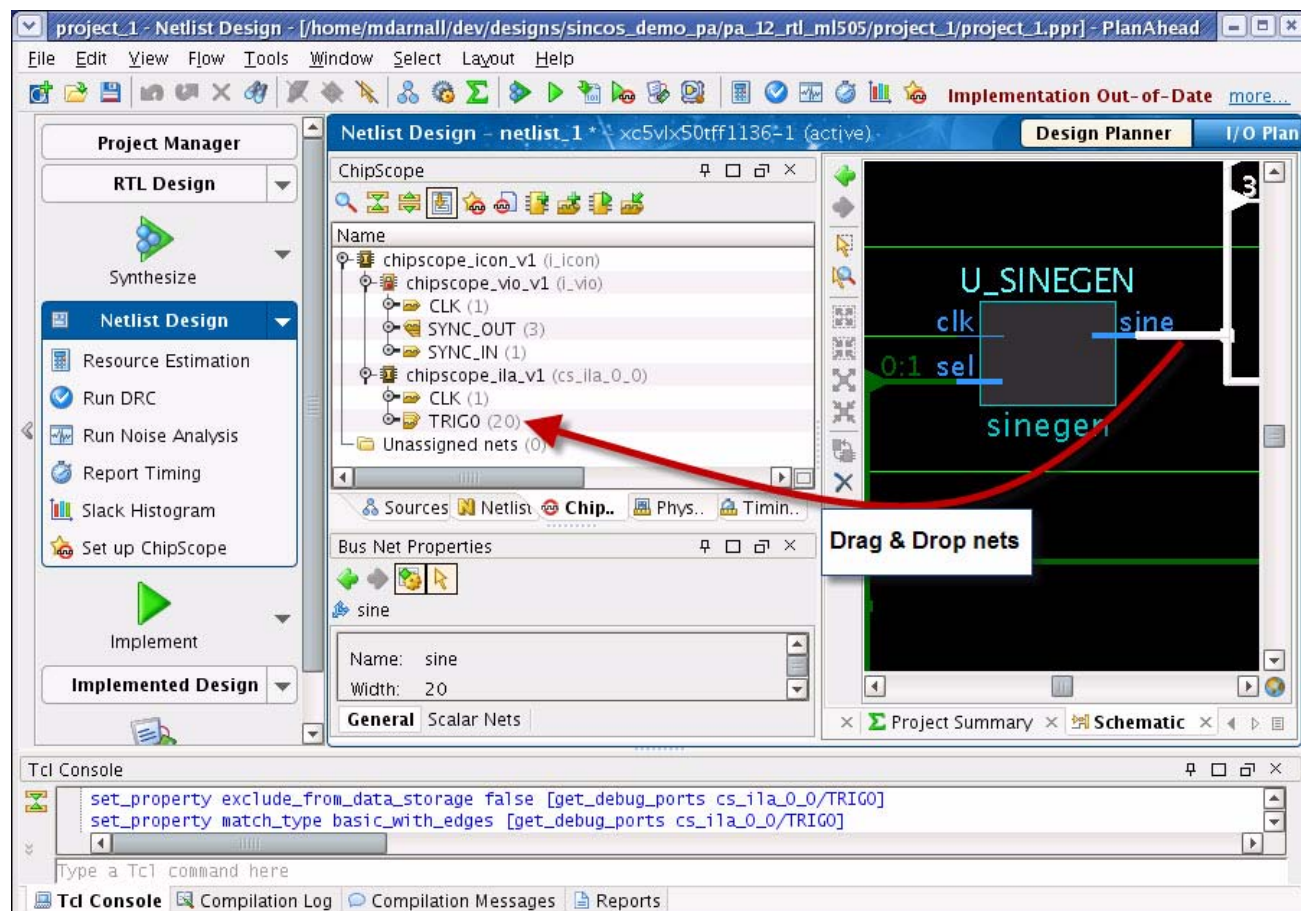 project_1 - Netlist Design - [/home/mdarnall/dev/designs/sincos_demo_pa/pa_12_rtl_ml505/project_1/project_1.ppr] - PlanAhead
File Edit View Flow Tools Window Select Layout Help
Implementation Out-of-Date more...
Project Manager
RTL Design
Synthesize
Netlist Design
Resource Estimation
Run DRC
Run Noise Analysis
Report Timing
Slack Histogram
Set up ChipScope
Implement
Implemented Design
Netlist Design - netlist_1 * - xc5vlx50tff1136-1 (active)
Design Planner
I/O Plan
ChipScope
Name
chipscope_icon_v1 (i_icon)
chipscope_vio_v1 (i_vio)
CLK (1)
SYNC_OUT (3)
SYNC_IN (1)
chipscope_ila_v1 (cs_ila_0_0)
CLK (1)
TRIG0 (20)
Unassigned nets (0)
Sources Netlist Chip.. Phys.. Timin..
Bus Net Properties
sine
Name: sine
Width: 20
General Scalar Nets
3
U_SINEGEN
clk sine
0:1 sel
sinegen
Drag & Drop nets
Project Summary Schematic
Tcl Console
set_property exclude_from_data_storage false [get_debug_ports cs_ila_0_0/TRIG0]
set_property match_type basic_with_edges [get_debug_ports cs_ila_0_0/TRIG0]
Type a Tcl command here
Tcl Console Compilation Log Compilation Messages Reports